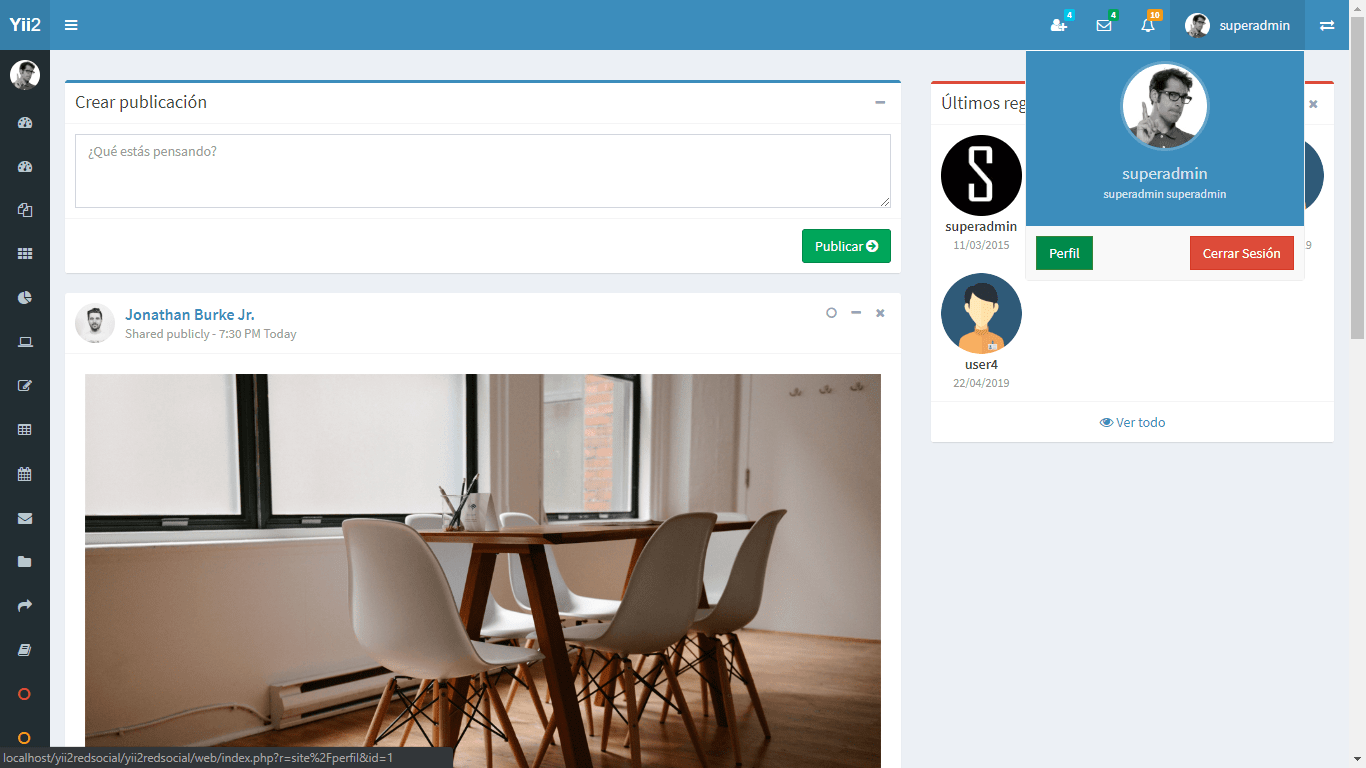 Yii2
4
4
10
superadmin
Crear publicación
¿Qué estás pensando?
Publicar
Jonathan Burke Jr.
Shared publicly - 7:30 PM Today
Últimos reg
superadmin
11/03/2015
9
user4
22/04/2019
Ver todo
superadmin
superadmin superadmin
Perfil
Cerrar Sesión
localhost/yii2redsocial/yii2redsocial/web/index.php?r=site%2Fperfil&id=1